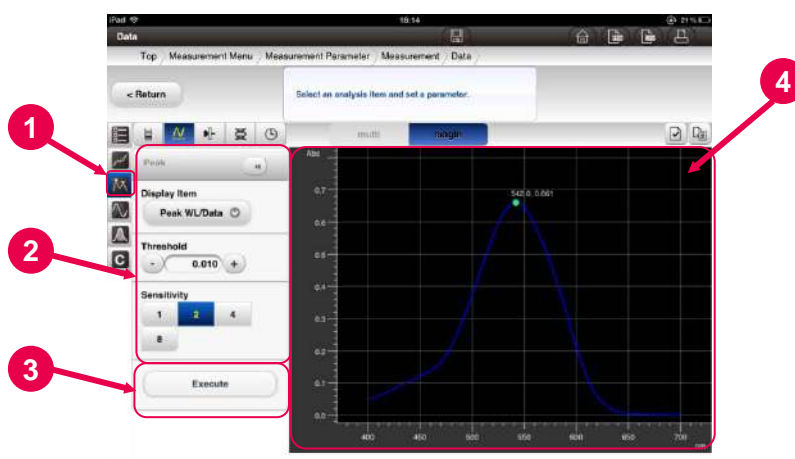 iPad 18:14 21%
Data
Top Measurement Menu Measurement Parameter Measurement Data
< Return
Select an analysis item and set a parameter.
multi single
Peak «
Display Item
Peak WL/Data
Threshold
- 0.010 +
Sensitivity
1 2 4
8
Execute
C
Abs
542.0, 0.661
0.7
0.6
0.5
0.4
0.3
0.2
0.1
0.0
400 450 500 550 600 650 700
nm
1
2
3
4